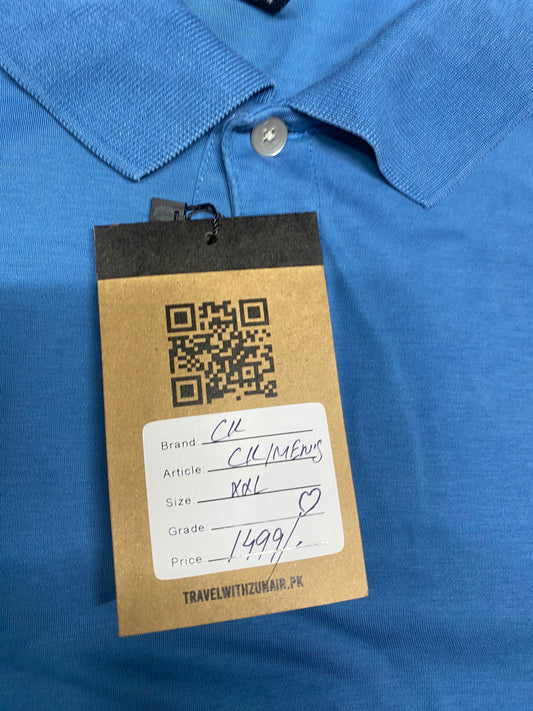 Brand: CK
Article: CK/MEN'S
Size: XXL
Grade: ♡
Price 1499/-
TRAVELWITHZUHAIR.PK